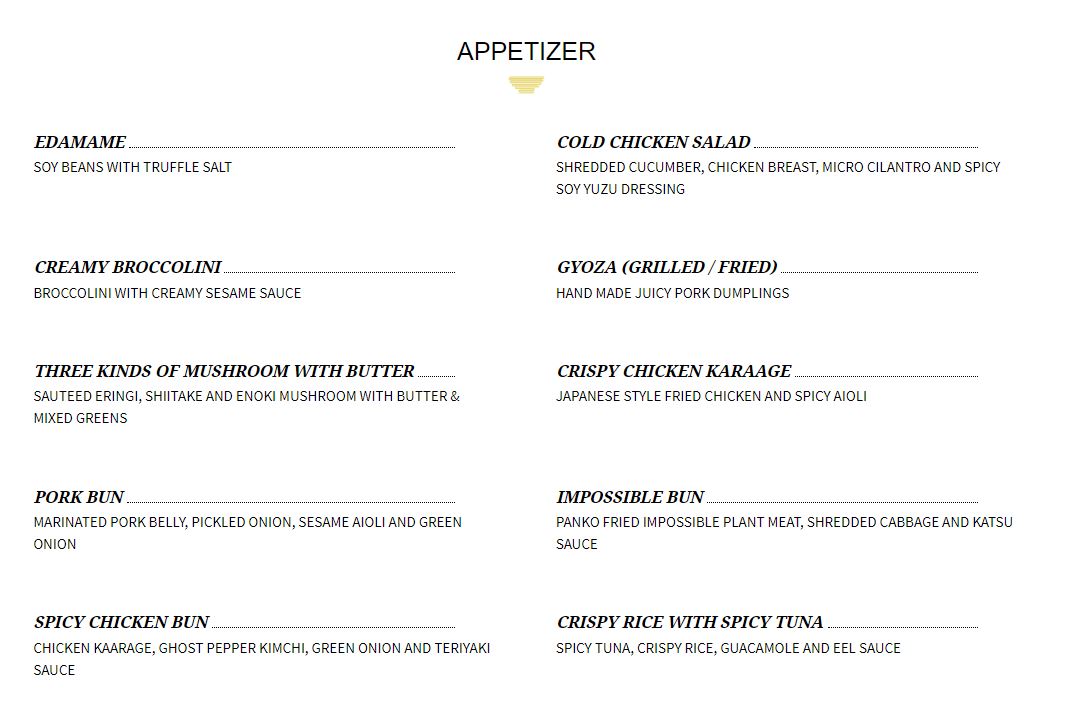 APPETIZER
EDAMAME
SOY BEANS WITH TRUFFLE SALT
COLD CHICKEN SALAD
SHREDDED CUCUMBER, CHICKEN BREAST, MICRO CILANTRO AND SPICY
SOY YUZU DRESSING
CREAMY BROCCOLINI
BROCCOLINI WITH CREAMY SESAME SAUCE
GYOZA (GRILLED / FRIED)
HAND MADE JUICY PORK DUMPLINGS
THREE KINDS OF MUSHROOM WITH BUTTER
SAUTEED ERINGI, SHIITAKE AND ENOKI MUSHROOM WITH BUTTER &
MIXED GREENS
CRISPY CHICKEN KARAAGE
JAPANESE STYLE FRIED CHICKEN AND SPICY AIOLI
PORK BUN
MARINATED PORK BELLY, PICKLED ONION, SESAME AIOLI AND GREEN
ONION
IMPOSSIBLE BUN
PANKO FRIED IMPOSSIBLE PLANT MEAT, SHREDDED CABBAGE AND KATSU
SAUCE
SPICY CHICKEN BUN
CHICKEN KAARAGE, GHOST PEPPER KIMCHI, GREEN ONION AND TERIYAKI
SAUCE
CRISPY RICE WITH SPICY TUNA
SPICY TUNA, CRISPY RICE, GUACAMOLE AND EEL SAUCE